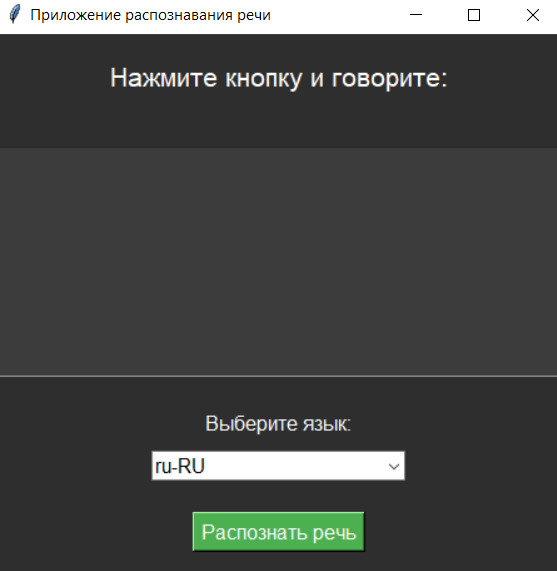 Приложение распознавания речи
Нажмите кнопку и говорите:
Выберите язык:
ru-RU
Распознать речь